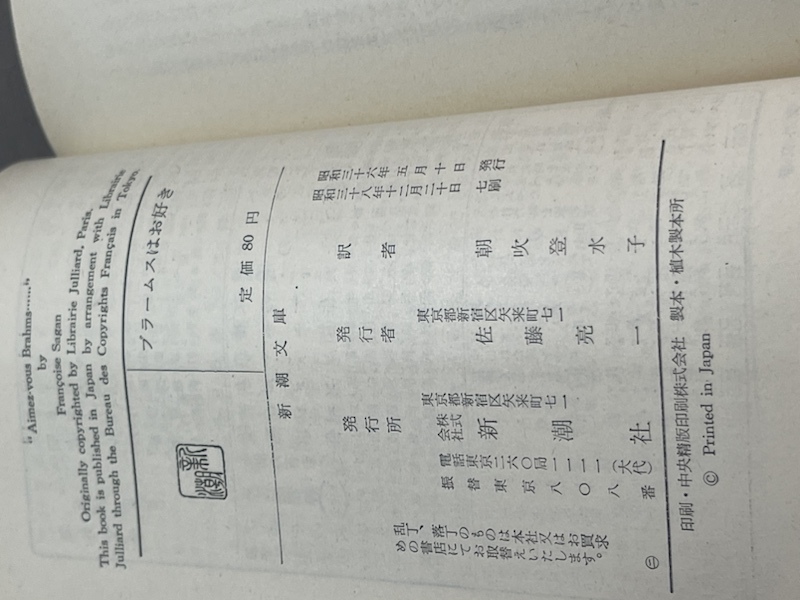 "Aimez-vous Brahms……"
by
Françoise Sagan
Originally copyrighted by Librairie Julliard, Paris.
This book is published in Japan by arrangement with Librairie
Julliard through the Bureau des Copyrights Français in Tokyo.
ブラームスはお好き
定価 80 円
新潮文庫
昭和三十六年五月十日 発行
昭和三十八年十二月二十日 七刷
訳者 朝吹登水子
東京都新宿区矢来町七一
発行者 佐藤亮一
東京都新宿区矢来町七一
発行所 株式会社 新潮社
電話東京二六〇局一一一一(大代)
振替東京八〇八番
乱丁、落丁のものは本社又はお買求
めの書店にてお取替えいたします。
印刷・中央精版印刷株式会社 製本・植木製本所
© Printed in Japan